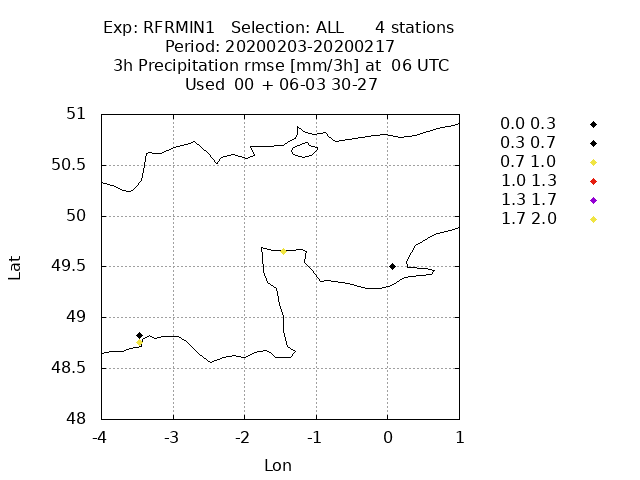 Exp: RFRMIN1   Selection: ALL      4 stations
Period: 20200203-20200217
3h Precipitation rmse [mm/3h] at  06 UTC
Used  00 + 06-03 30-27
51
50.5
50
49.5
49
48.5
48
Lat
-4 -3 -2 -1 0 1
Lon
0.0 0.3
0.3 0.7
0.7 1.0
1.0 1.3
1.3 1.7
1.7 2.0